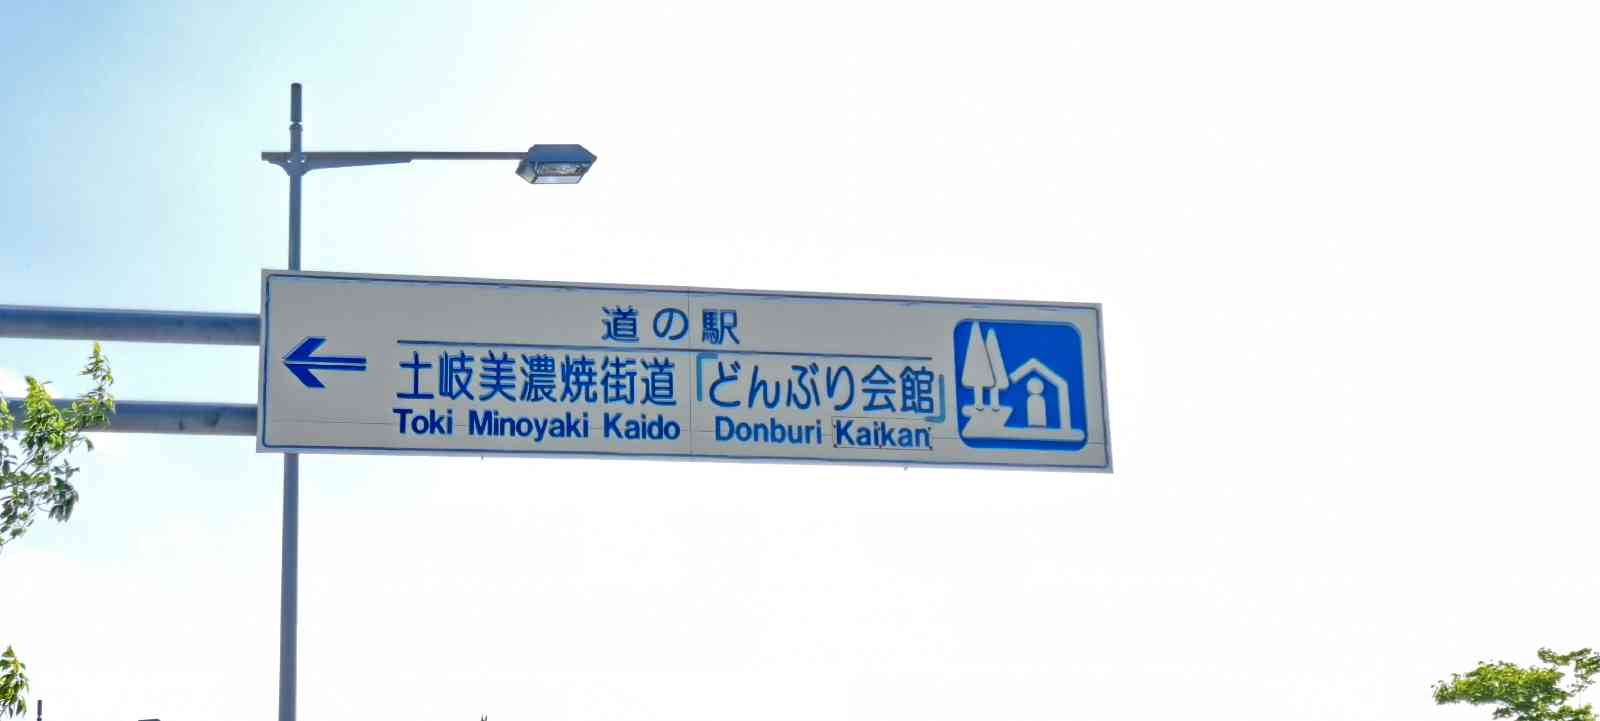 道の駅
土岐美濃焼街道「どんぶり会館」
Toki Minoyaki Kaido Donburi Kaikan